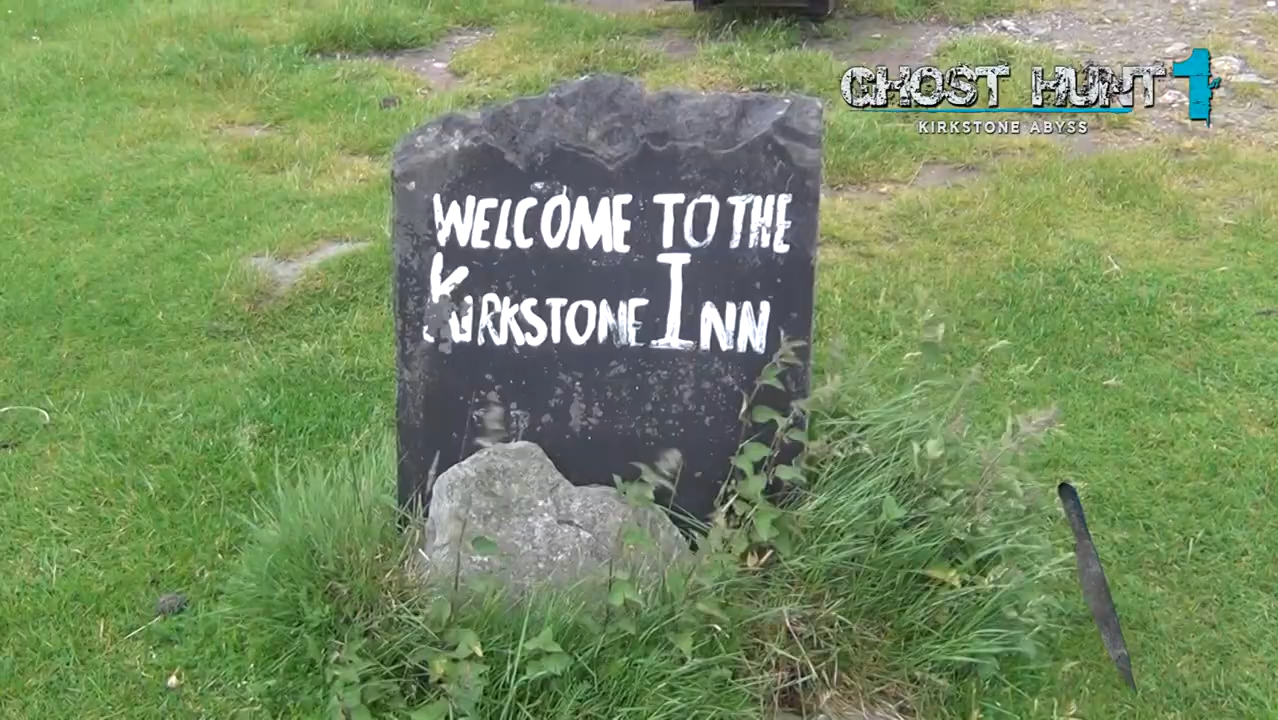 GHOST HUNT 1
KIRKSTONE ABYSS
WELCOME TO THE
KIRKSTONE INN